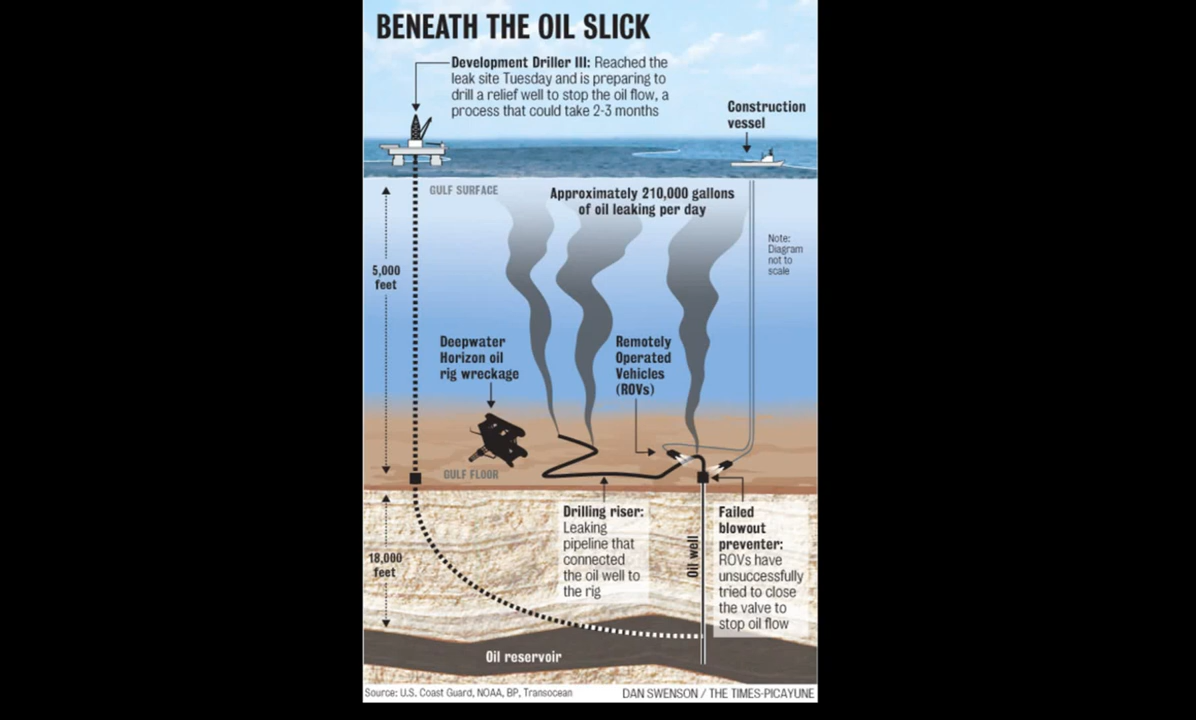 BENEATH THE OIL SLICK
Development Driller III: Reached the
leak site Tuesday and is preparing to
drill a relief well to stop the oil flow, a
process that could take 2-3 months
Construction
vessel
GULF SURFACE
Approximately 210,000 gallons
of oil leaking per day
Note:
Diagram
not to
scale
5,000
feet
Deepwater
Horizon oil
rig wreckage
Remotely
Operated
Vehicles
(ROVs)
GULF FLOOR
Drilling riser:
Leaking
pipeline that
connected
the oil well to
the rig
Oil well
Failed
blowout
preventer:
ROVs have
unsuccessfully
tried to close
the valve to
stop oil flow
18,000
feet
Oil reservoir
Source: U.S. Coast Guard, NOAA, BP, Transocean
DAN SWENSON / THE TIMES-PICAYUNE